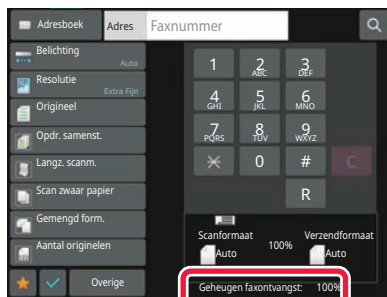 Adresboek
Adres
Faxnummer
Belichting
Auto
Resolutie
Extra Fijn
Origineel
Opdr. samenst.
Langz. scanm.
Scan zwaar papier
Gemengd form.
Aantal originelen
Overige
1
2
ABC
3
DEF
4
GHI
5
JKL
6
MNO
7
PQRS
8
TUV
9
WXYZ
0
#
C
R
Scanformaat
Auto
100%
Verzendformaat
Auto
Geheugen faxontvangst: 100%